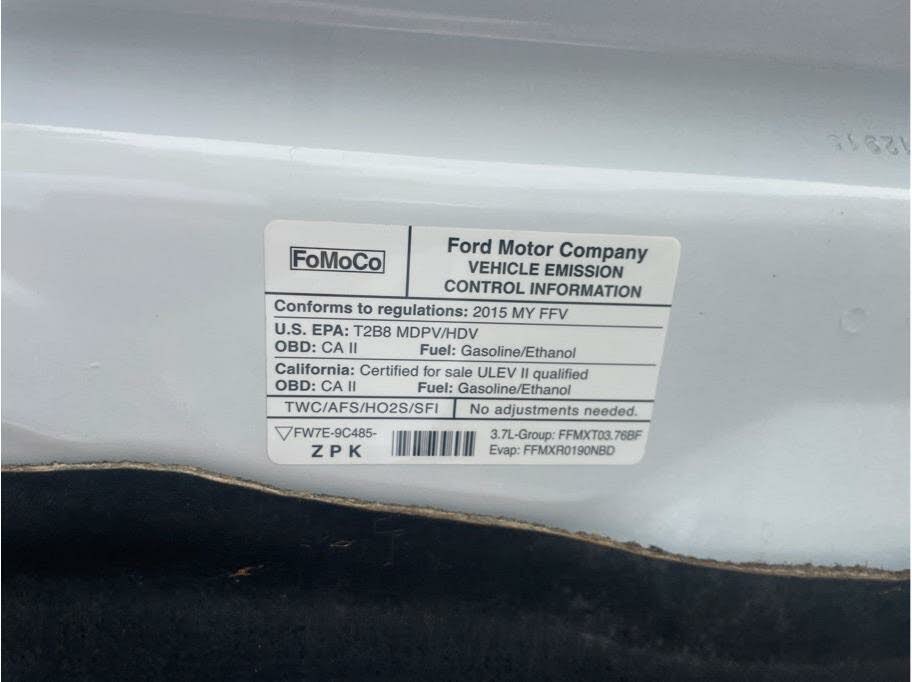 FoMoCo
Ford Motor Company
VEHICLE EMISSION
CONTROL INFORMATION
Conforms to regulations: 2015 MY FFV
U.S. EPA: T2B8 MDPV/HDV
OBD: CA II Fuel: Gasoline/Ethanol
California: Certified for sale ULEV II qualified
OBD: CA II Fuel: Gasoline/Ethanol
TWC/AFS/HO2S/SFI No adjustments needed.
FW7E-9C485- 3.7L-Group: FFMXT03.76BF
Z P K Evap: FFMXR0190NBD